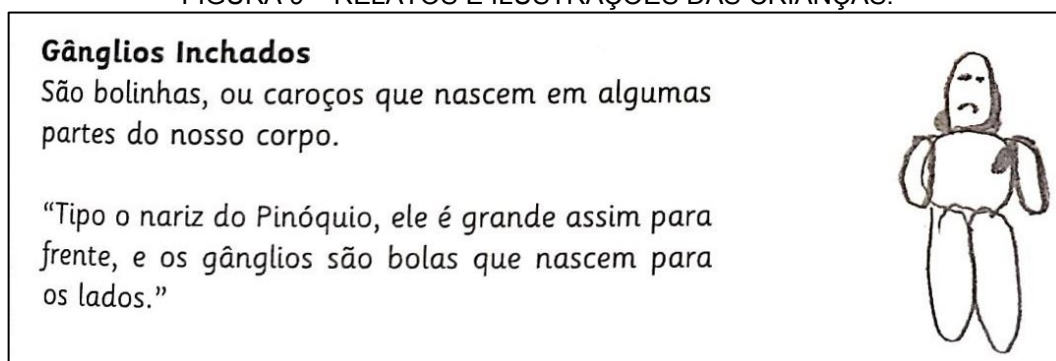 Gânglios Inchados
São bolinhas, ou caroços que nascem em algumas
partes do nosso corpo.
“Tipo o nariz do Pinóquio, ele é grande assim para
frente, e os gânglios são bolas que nascem para
os lados.”